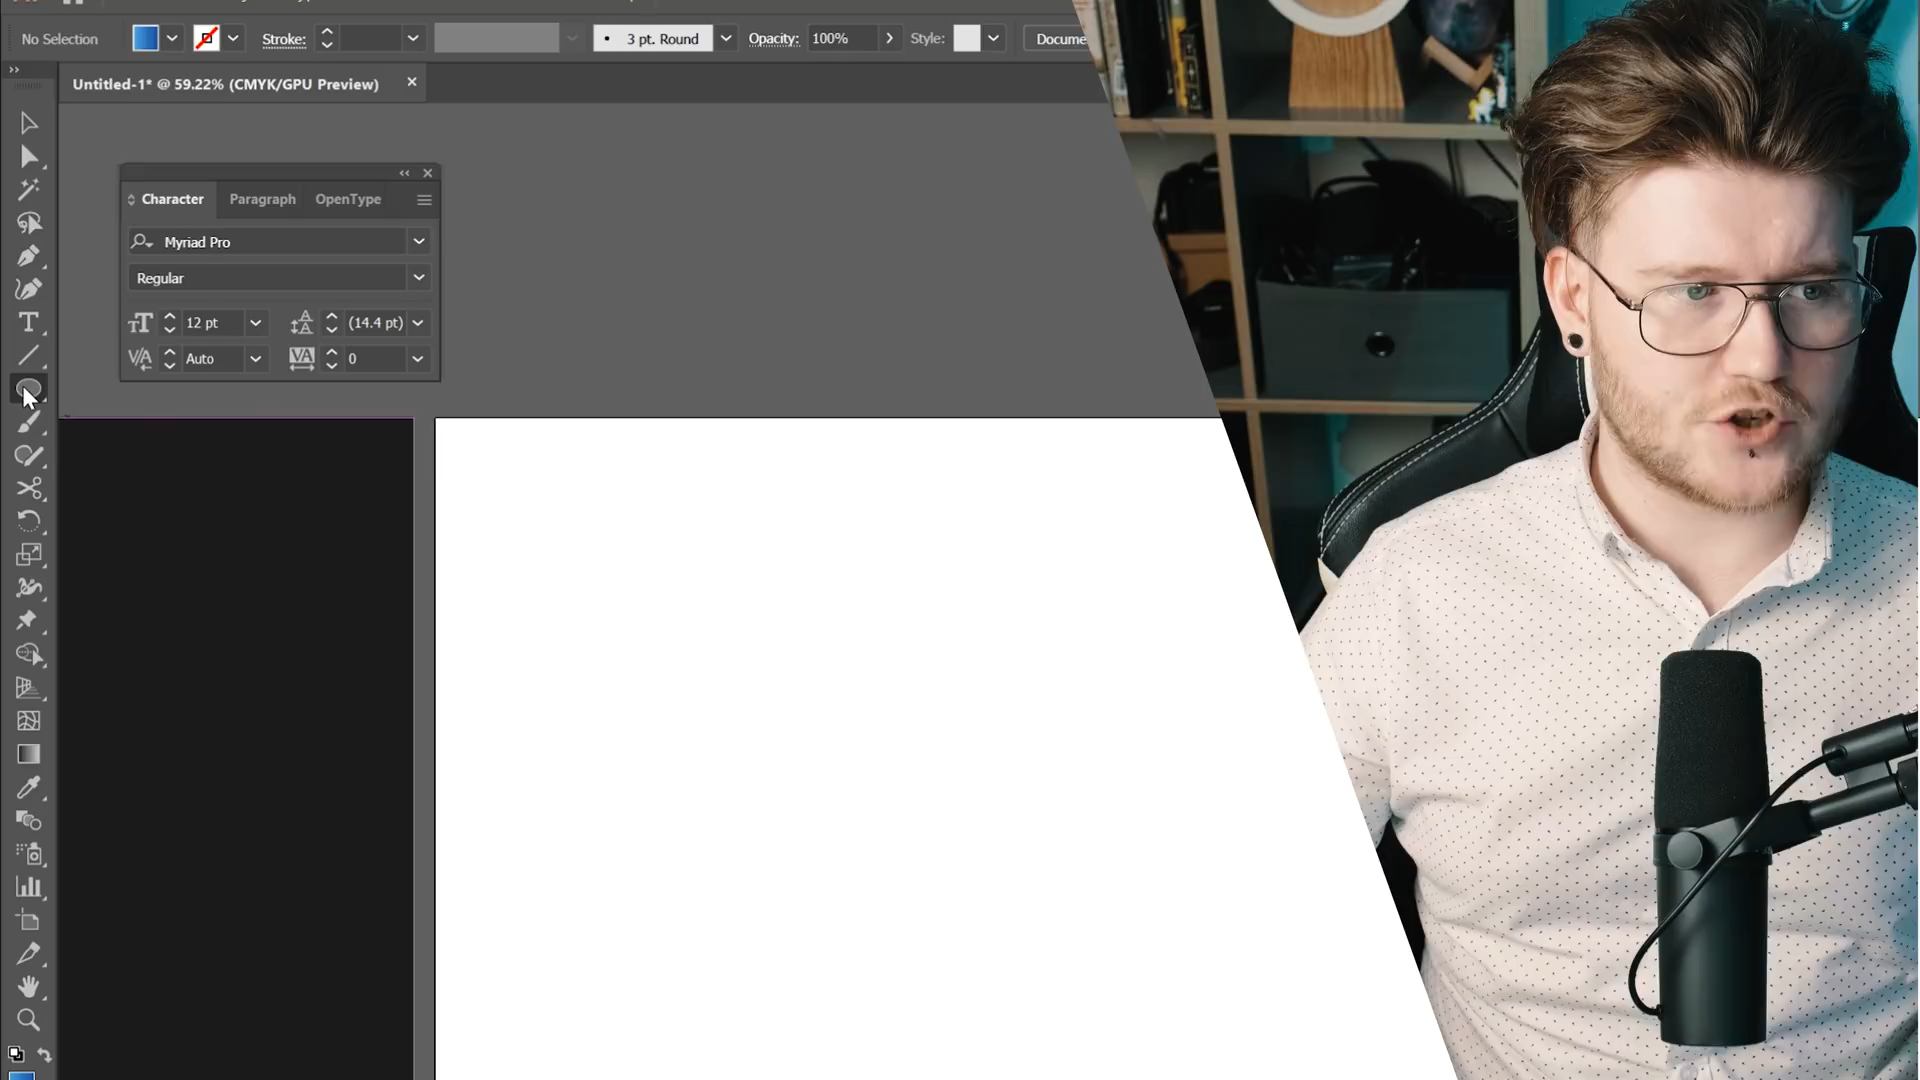 No Selection
Stroke:
3 pt. Round
Opacity:
100%
Style:
Docume
Untitled-1* @ 59.22% (CMYK/GPU Preview)
Character
Paragraph
OpenType
Myriad Pro
Regular
12 pt
(14.4 pt)
Auto
0